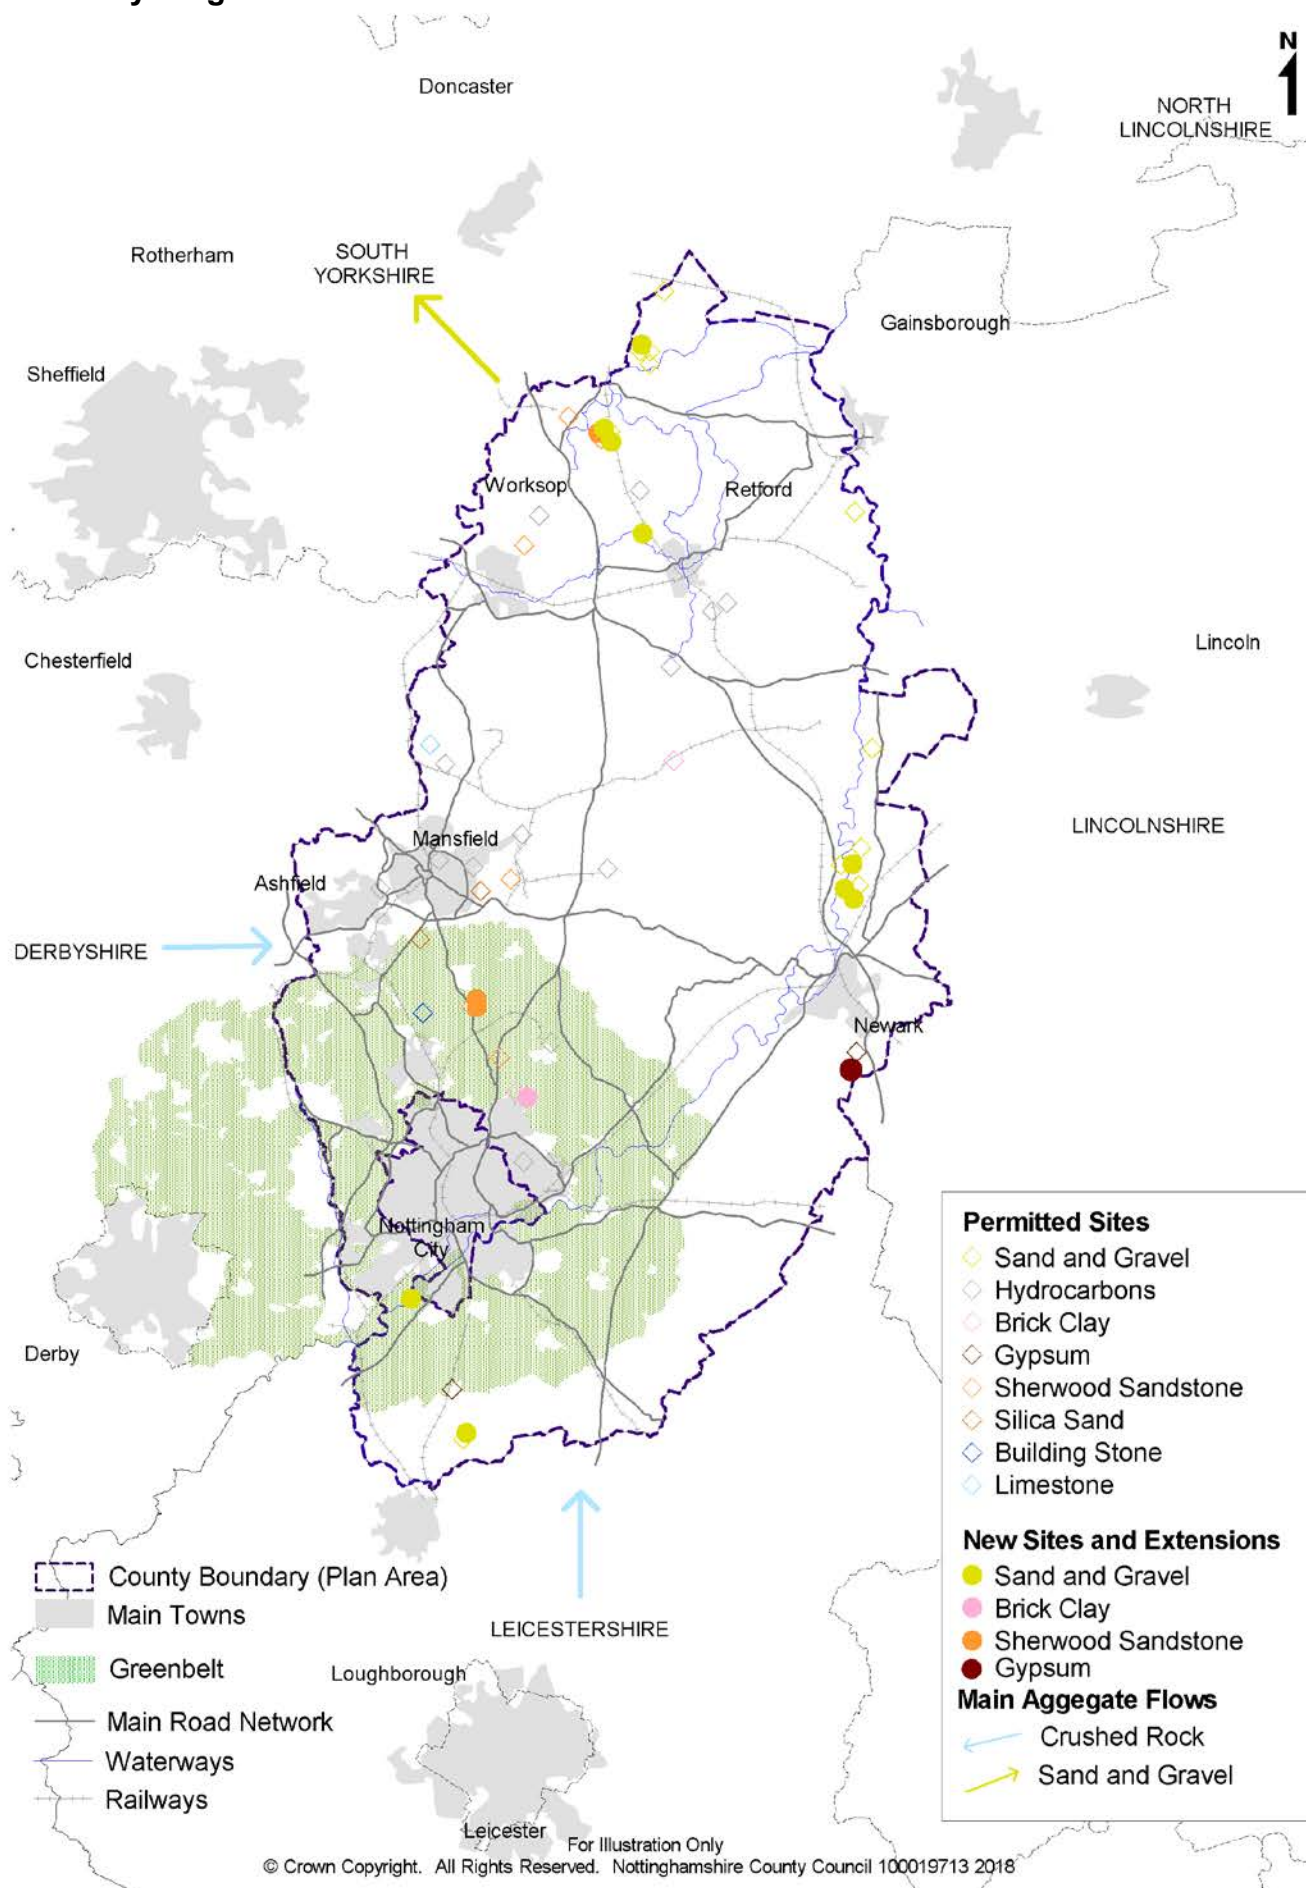 N
Doncaster
NORTH
LINCOLNSHIRE
Rotherham
SOUTH
YORKSHIRE
Gainsborough
Sheffield
Worksop
Retford
Lincoln
Chesterfield
LINCOLNSHIRE
Mansfield
Ashfield
DERBYSHIRE
Newark
Nottingham
City
Derby
Permitted Sites
Sand and Gravel
Hydrocarbons
Brick Clay
Gypsum
Sherwood Sandstone
Silica Sand
Building Stone
Limestone
New Sites and Extensions
Sand and Gravel
Brick Clay
Sherwood Sandstone
Gypsum
Main Aggegate Flows
Crushed Rock
Sand and Gravel
County Boundary (Plan Area)
Main Towns
Greenbelt
Main Road Network
Waterways
Railways
LEICESTERSHIRE
Loughborough
Leicester
For Illustration Only
© Crown Copyright. All Rights Reserved. Nottinghamshire County Council 100019713 2018